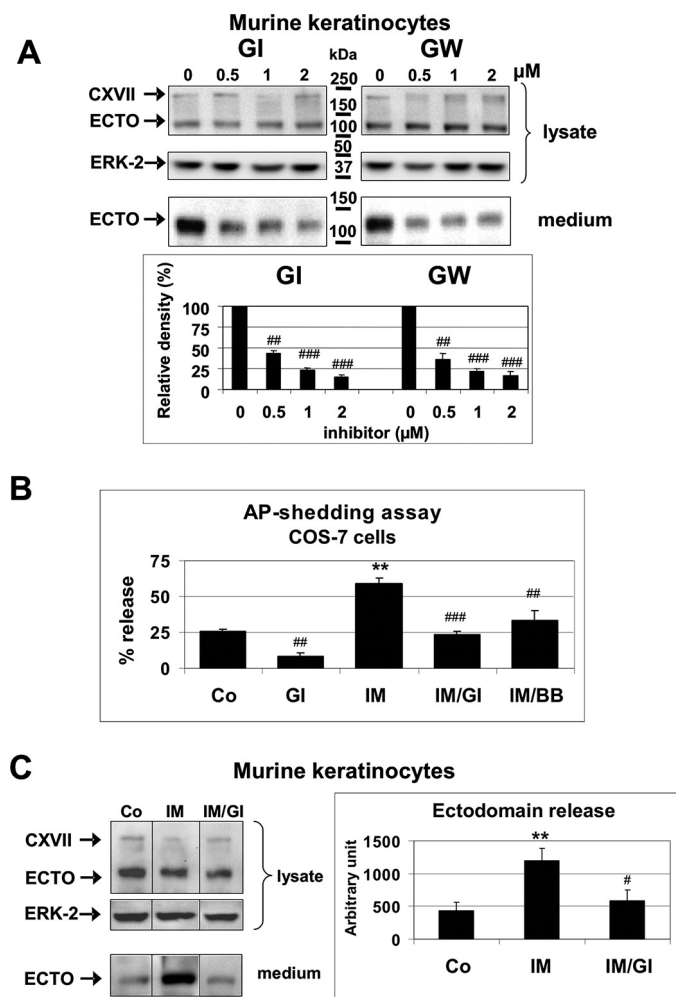 Murine keratinocytes
A
GI kDa GW
0 0.5 1 2 250 0 0.5 1 2 µM
CXVII
150
ECTO
100
lysate
50
ERK-2
37
150
ECTO
medium
100
GI GW
Relative density (%)
100
75
50
25
0
## ### ### ## ### ###
0 0.5 1 2 0 0.5 1 2
inhibitor (µM)
B
AP-shedding assay
COS-7 cells
% release
75
50
25
0
## ** ### ##
Co GI IM IM/GI IM/BB
C
Murine keratinocytes
Co IM IM/GI
CXVII
ECTO
lysate
ERK-2
ECTO
medium
Ectodomain release
Arbitrary unit
1500
1000
500
0
** #
Co IM IM/GI